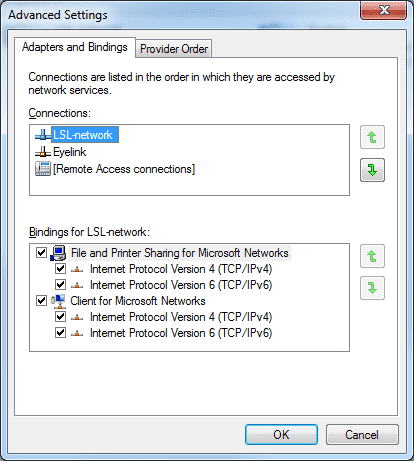 Advanced Settings
Adapters and Bindings
Provider Order
Connections are listed in the order in which they are accessed by
network services.
Connections:
LSL-network
Eyelink
[Remote Access connections]
Bindings for LSL-network:
File and Printer Sharing for Microsoft Networks
Internet Protocol Version 4 (TCP/IPv4)
Internet Protocol Version 6 (TCP/IPv6)
Client for Microsoft Networks
Internet Protocol Version 4 (TCP/IPv4)
Internet Protocol Version 6 (TCP/IPv6)
OK
Cancel